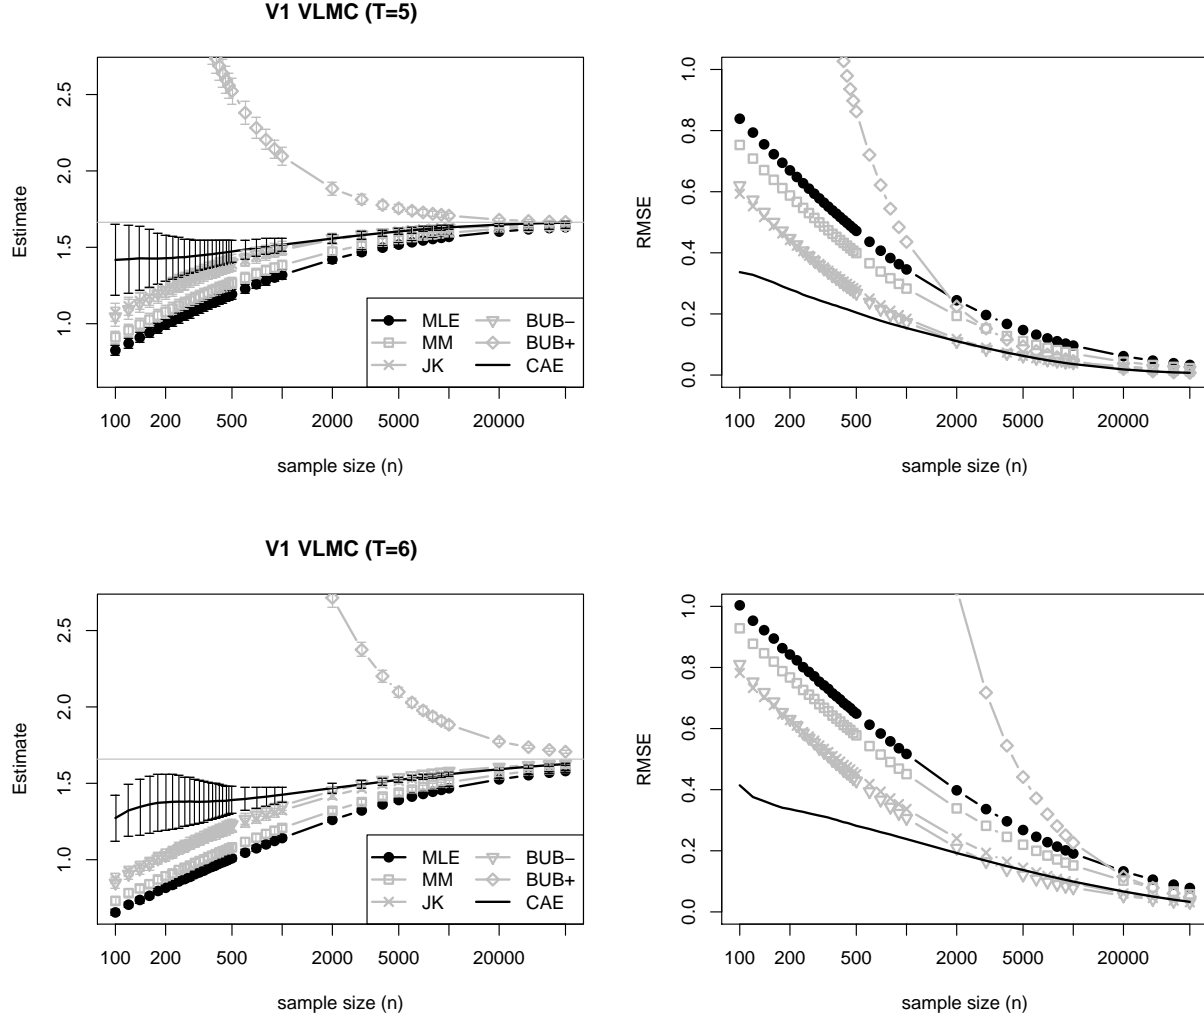 V1 VLMC (T=5)
Estimate
1.0 1.5 2.0 2.5
MLE
MM
JK
BUB−
BUB+
CAE
100 200 500 2000 5000 20000
sample size (n)
RMSE
0.0 0.2 0.4 0.6 0.8 1.0
100 200 500 2000 5000 20000
sample size (n)
V1 VLMC (T=6)
Estimate
1.0 1.5 2.0 2.5
MLE
MM
JK
BUB−
BUB+
CAE
100 200 500 2000 5000 20000
sample size (n)
RMSE
0.0 0.2 0.4 0.6 0.8 1.0
100 200 500 2000 5000 20000
sample size (n)